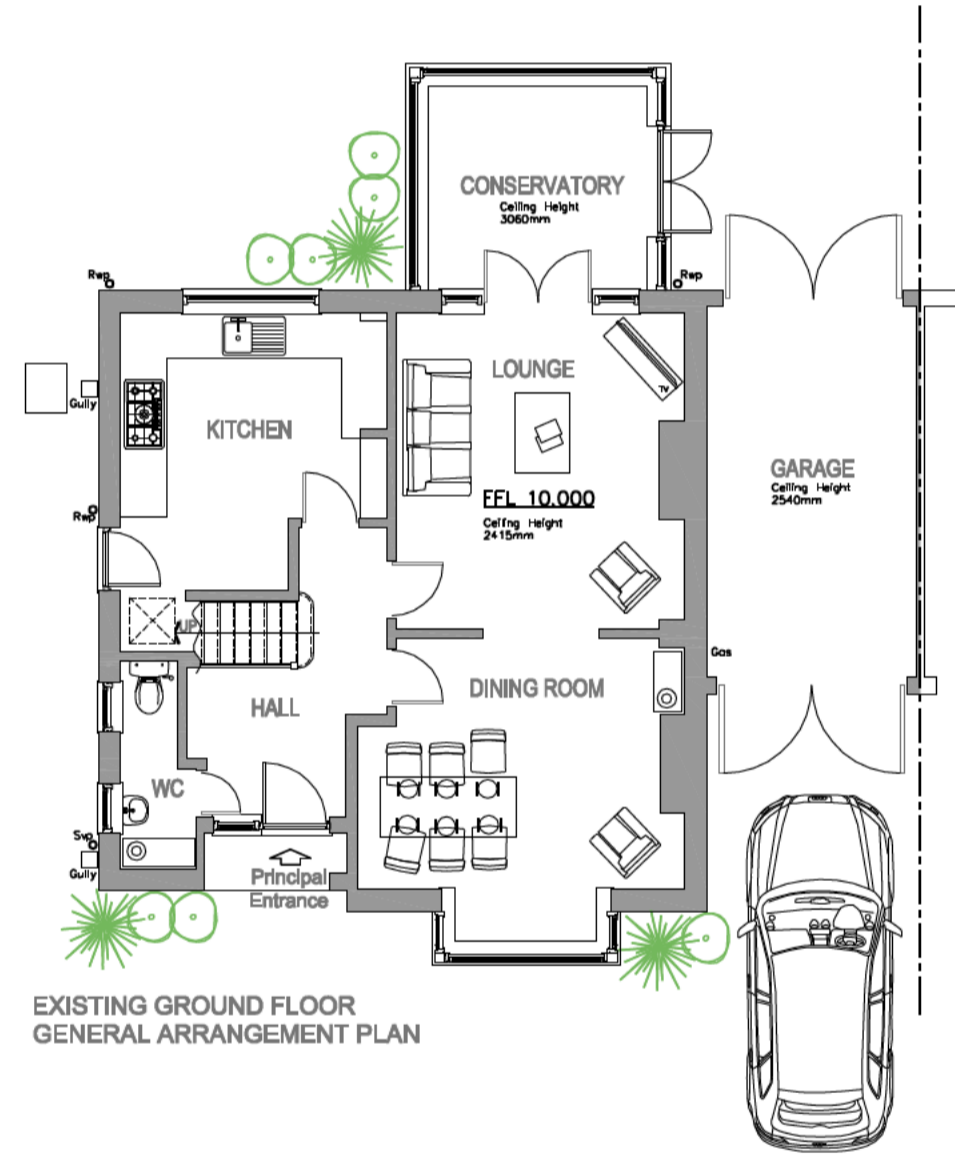 CONSERVATORY
Ceiling Height
3060mm
Rwp
Rwp
LOUNGE
TV
Gully
KITCHEN
GARAGE
Ceiling Height
2540mm
FFL 10.000
Ceiling Height
2415mm
Rwp
UP
Gas
HALL
DINING ROOM
WC
Svp
Gully
Principal
Entrance
EXISTING GROUND FLOOR
GENERAL ARRANGEMENT PLAN